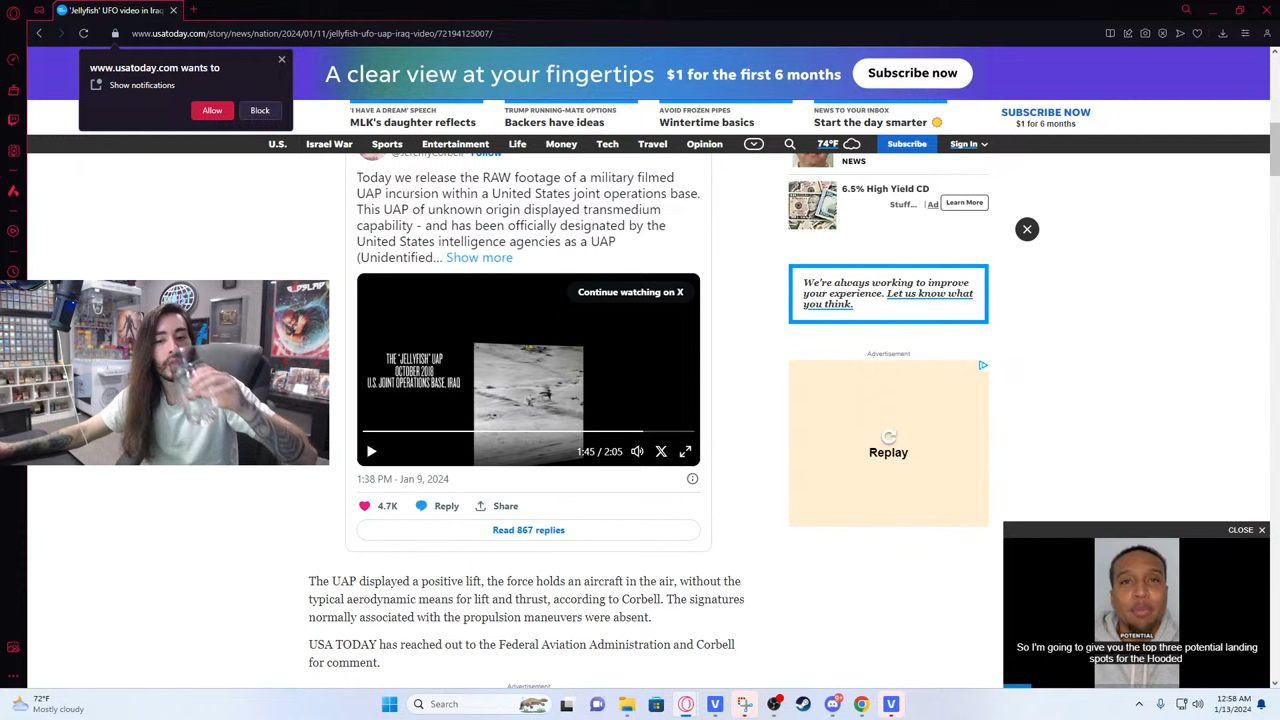 'Jellyfish' UFO video in Iraq
www.usatoday.com/story/news/nation/2024/01/11/jellyfish-ufo-uap-iraq-video/72194125007/
www.usatoday.com wants to
Show notifications
Allow
Block
A clear view at your fingertips
$1 for the first 6 months
Subscribe now
'I HAVE A DREAM' SPEECH
MLK's daughter reflects
TRUMP RUNNING-MATE OPTIONS
Backers have ideas
AVOID FROZEN PIPES
Wintertime basics
NEWS TO YOUR INBOX
Start the day smarter
SUBSCRIBE NOW
$1 for 6 months
U.S.
Israel War
Sports
Entertainment
Life
Money
Tech
Travel
Opinion
74°F
Subscribe
Sign In
@JeremyCorbell · Follow
Today we release the RAW footage of a military filmed
UAP incursion within a United States joint operations base.
This UAP of unknown origin displayed transmedium
capability - and has been officially designated by the
United States intelligence agencies as a UAP
(Unidentified... Show more
Continue watching on X
THE 'JELLYFISH' UAP
OCTOBER 2018
U.S. JOINT OPERATIONS BASE, IRAQ
1:45 / 2:05
1:38 PM · Jan 9, 2024
4.7K
Reply
Share
Read 867 replies
The UAP displayed a positive lift, the force holds an aircraft in the air, without the
typical aerodynamic means for lift and thrust, according to Corbell. The signatures
normally associated with the propulsion maneuvers were absent.
USA TODAY has reached out to the Federal Aviation Administration and Corbell
for comment.
Advertisement
NEWS
6.5% High Yield CD
Stuff...
Ad
Learn More
We're always working to improve
your experience. Let us know what
you think.
Advertisement
Replay
CLOSE
POTENTIAL
So I'm going to give you the top three potential landing
spots for the Hooded
72°F
Mostly cloudy
Search
9+
12:58 AM
1/13/2024